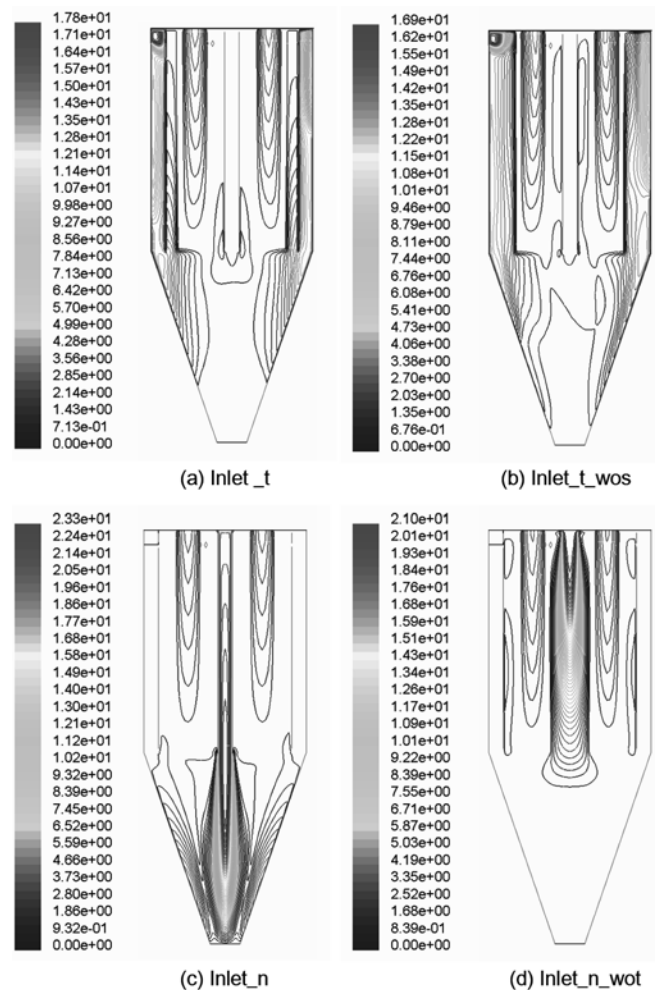 1.78e+01
1.71e+01
1.64e+01
1.57e+01
1.50e+01
1.43e+01
1.35e+01
1.28e+01
1.21e+01
1.14e+01
1.07e+01
9.98e+00
9.27e+00
8.56e+00
7.84e+00
7.13e+00
6.42e+00
5.70e+00
4.99e+00
4.28e+00
3.56e+00
2.85e+00
2.14e+00
1.43e+00
7.13e-01
0.00e+00
(a) Inlet _t
1.69e+01
1.62e+01
1.55e+01
1.49e+01
1.42e+01
1.35e+01
1.28e+01
1.22e+01
1.15e+01
1.08e+01
1.01e+01
9.46e+00
8.79e+00
8.11e+00
7.44e+00
6.76e+00
6.08e+00
5.41e+00
4.73e+00
4.06e+00
3.38e+00
2.70e+00
2.03e+00
1.35e+00
6.76e-01
0.00e+00
(b) Inlet_t_wos
2.33e+01
2.24e+01
2.14e+01
2.05e+01
1.96e+01
1.86e+01
1.77e+01
1.68e+01
1.58e+01
1.49e+01
1.40e+01
1.30e+01
1.21e+01
1.12e+01
1.02e+01
9.32e+00
8.39e+00
7.45e+00
6.52e+00
5.59e+00
4.66e+00
3.73e+00
2.80e+00
1.86e+00
9.32e-01
0.00e+00
(c) Inlet_n
2.10e+01
2.01e+01
1.93e+01
1.84e+01
1.76e+01
1.68e+01
1.59e+01
1.51e+01
1.43e+01
1.34e+01
1.26e+01
1.17e+01
1.09e+01
1.01e+01
9.22e+00
8.39e+00
7.55e+00
6.71e+00
5.87e+00
5.03e+00
4.19e+00
3.35e+00
2.52e+00
1.68e+00
8.39e-01
0.00e+00
(d) Inlet_n_wot